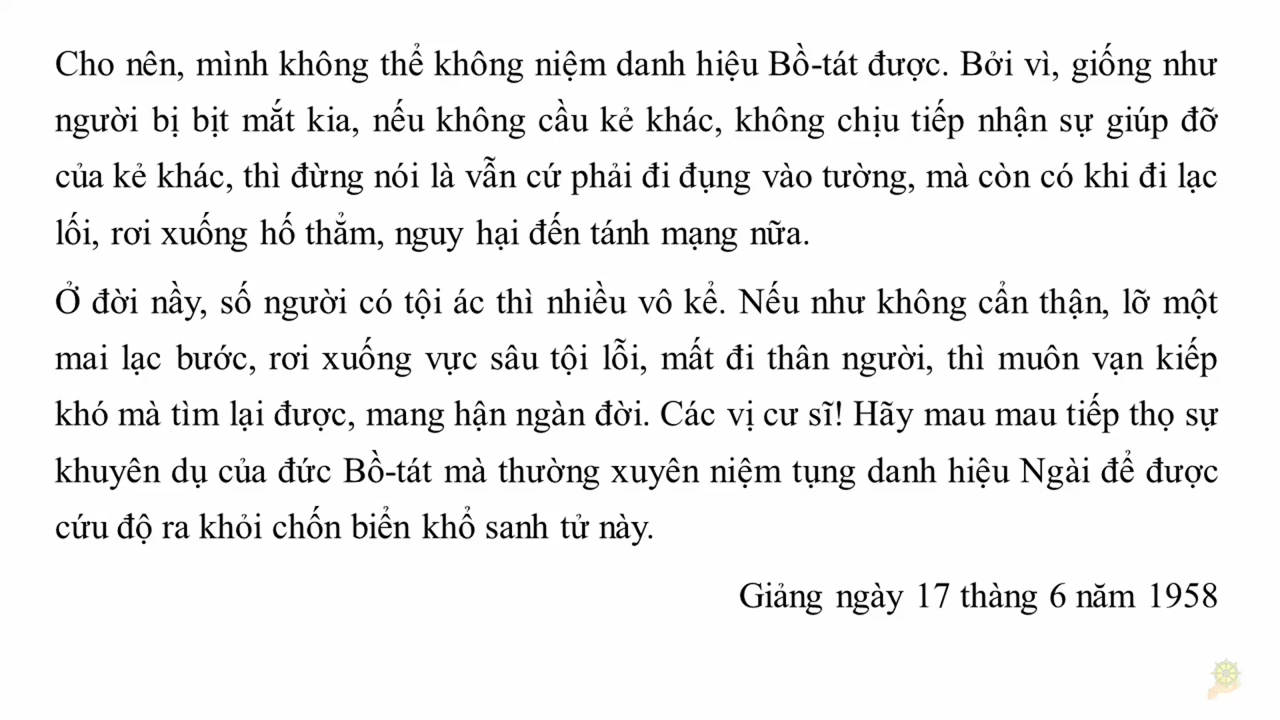 Cho nên, mình không thể không niệm danh hiệu Bồ-tát được. Bởi vì, giống như
người bị bịt mắt kia, nếu không cầu kẻ khác, không chịu tiếp nhận sự giúp đỡ
của kẻ khác, thì đừng nói là vẫn cứ phải đi đụng vào tường, mà còn có khi đi lạc
lối, rơi xuống hố thẳm, nguy hại đến tánh mạng nữa.
Ở đời nầy, số người có tội ác thì nhiều vô kể. Nếu như không cẩn thận, lỡ một
mai lạc bước, rơi xuống vực sâu tội lỗi, mất đi thân người, thì muôn vạn kiếp
khó mà tìm lại được, mang hận ngàn đời. Các vị cư sĩ! Hãy mau mau tiếp thọ sự
khuyên dụ của đức Bồ-tát mà thường xuyên niệm tụng danh hiệu Ngài để được
cứu độ ra khỏi chốn biển khổ sanh tử này.
Giảng ngày 17 thàng 6 năm 1958